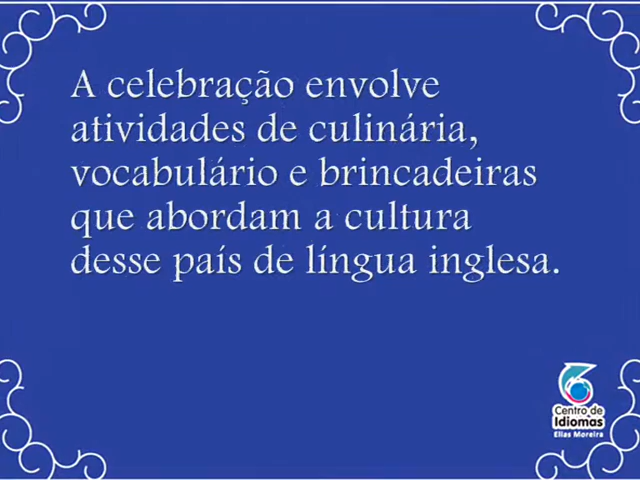 A celebração envolve
atividades de culinária,
vocabulário e brincadeiras
que abordam a cultura
desse país de língua inglesa.
Centro de
Idiomas
Elias Moreira